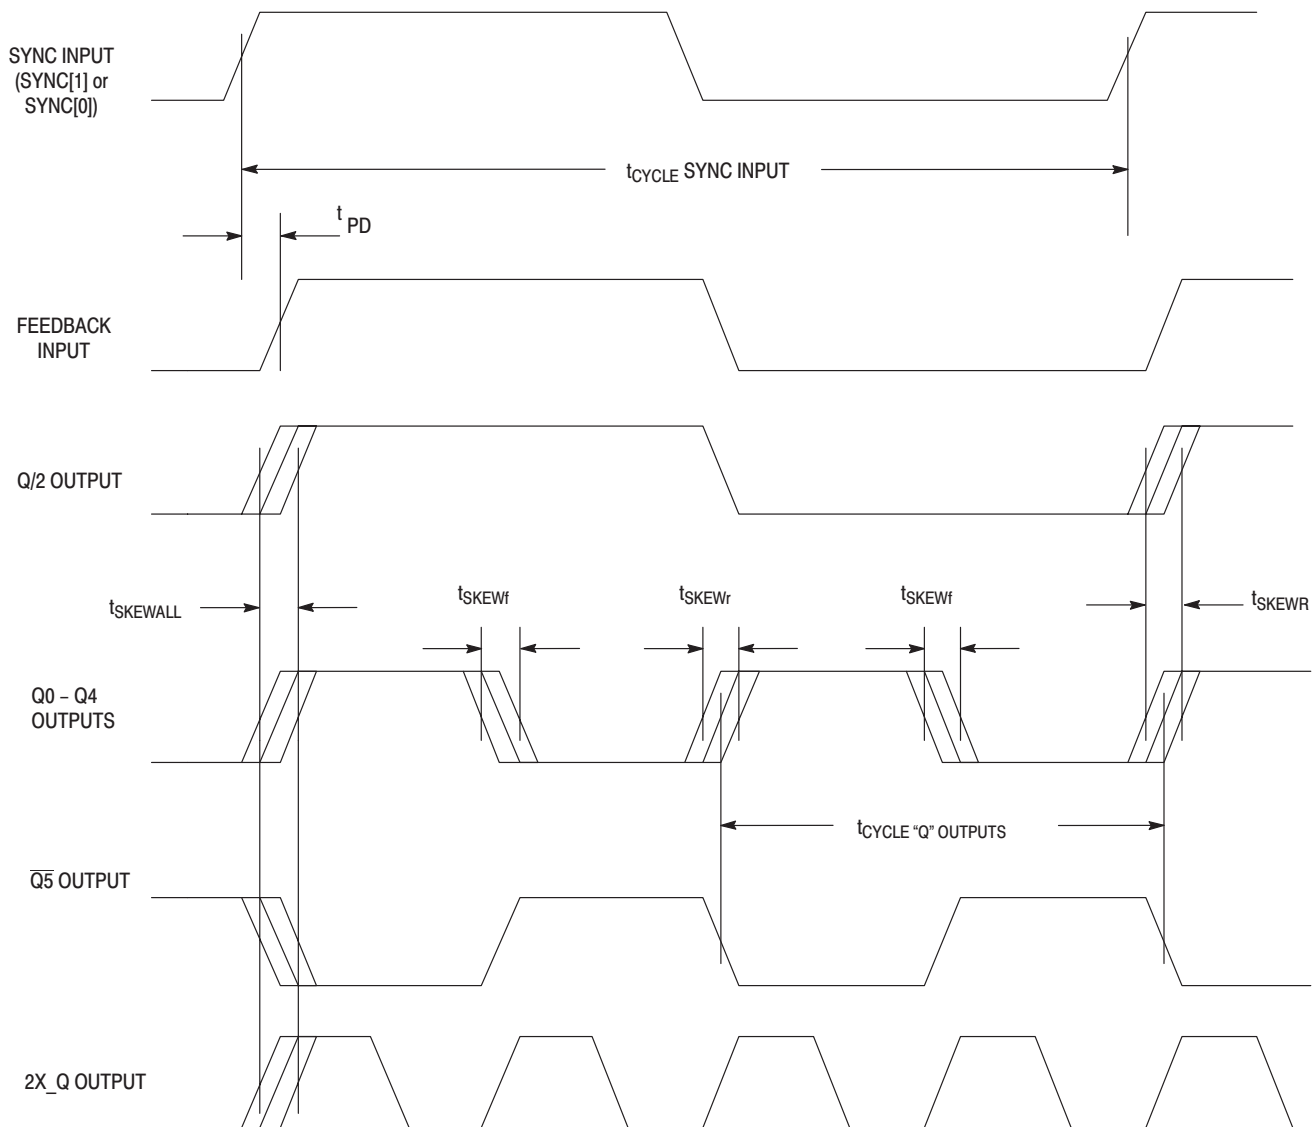 SYNC INPUT
(SYNC[1] or
SYNC[0])
tCYCLE SYNC INPUT
t PD
FEEDBACK
INPUT
Q/2 OUTPUT
tSKEWALL
tSKEWf
tSKEWr
tSKEWf
tSKEWR
Q0 – Q4
OUTPUTS
tCYCLE “Q” OUTPUTS
Q̅5̅ OUTPUT
2X_Q OUTPUT